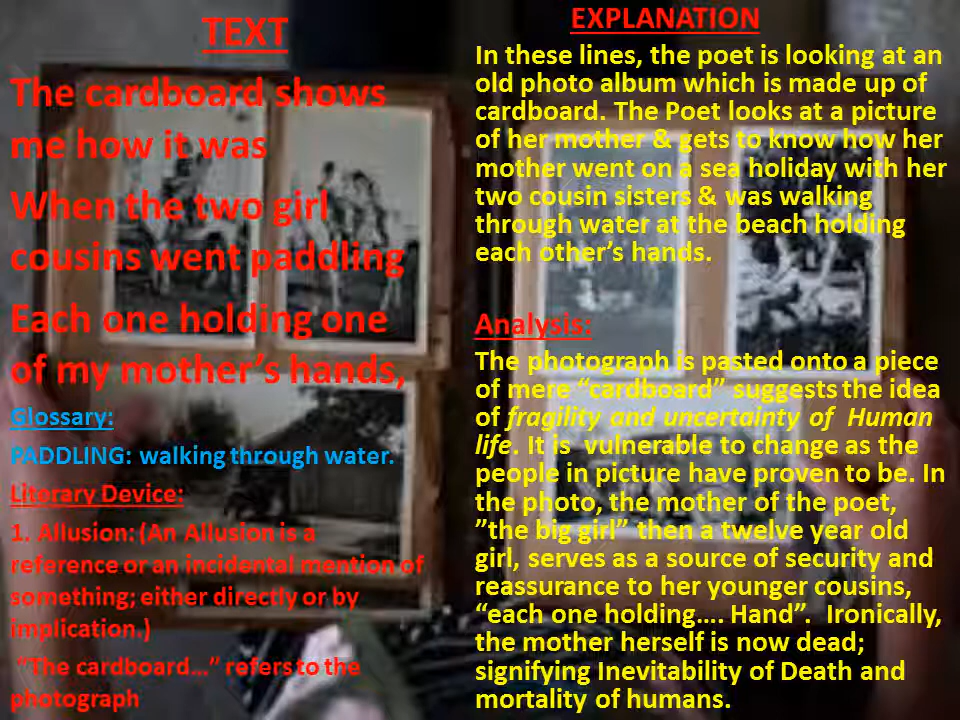 TEXT
The cardboard shows
me how it was
When the two girl
cousins went paddling
Each one holding one
of my mother's hands,
Glossary:
PADDLING: walking through water.
Literary Device:
1. Allusion: (An Allusion is a
reference or an incidental mention of
something; either directly or by
implication.)
"The cardboard…" refers to the
photograph
EXPLANATION
In these lines, the poet is looking at an
old photo album which is made up of
cardboard. The Poet looks at a picture
of her mother & gets to know how her
mother went on a sea holiday with her
two cousin sisters & was walking
through water at the beach holding
each other's hands.
Analysis:
The photograph is pasted onto a piece
of mere "cardboard" suggests the idea
of fragility and uncertainty of Human
life. It is vulnerable to change as the
people in picture have proven to be. In
the photo, the mother of the poet,
"the big girl" then a twelve year old
girl, serves as a source of security and
reassurance to her younger cousins,
"each one holding…. Hand". Ironically,
the mother herself is now dead;
signifying Inevitability of Death and
mortality of humans.